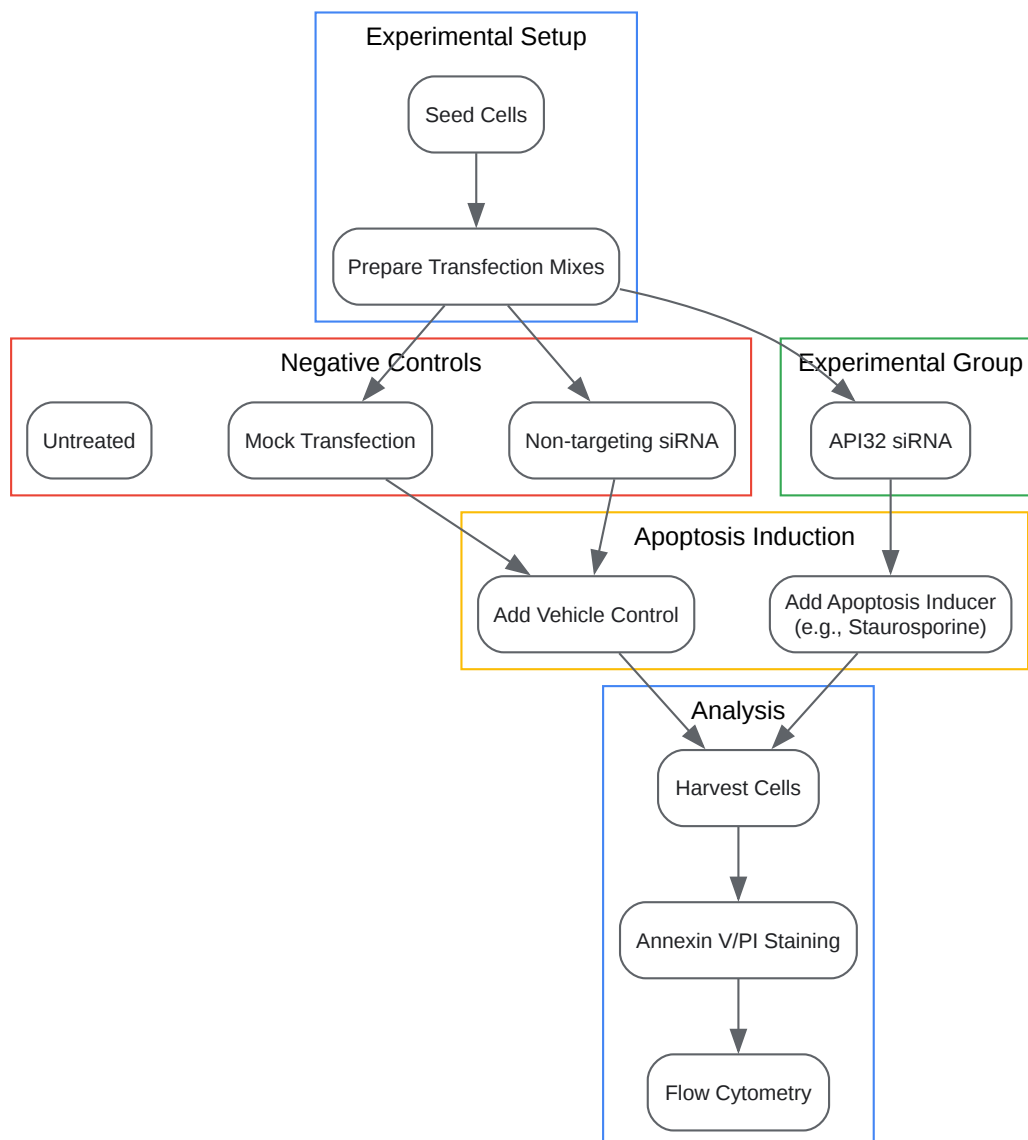 Experimental Setup
Seed Cells
Prepare Transfection Mixes
Negative Controls
Experimental Group
Untreated
Mock Transfection
Non-targeting siRNA
API32 siRNA
Apoptosis Induction
Add Vehicle Control
Add Apoptosis Inducer
(e.g., Staurosporine)
Analysis
Harvest Cells
Annexin V/PI Staining
Flow Cytometry